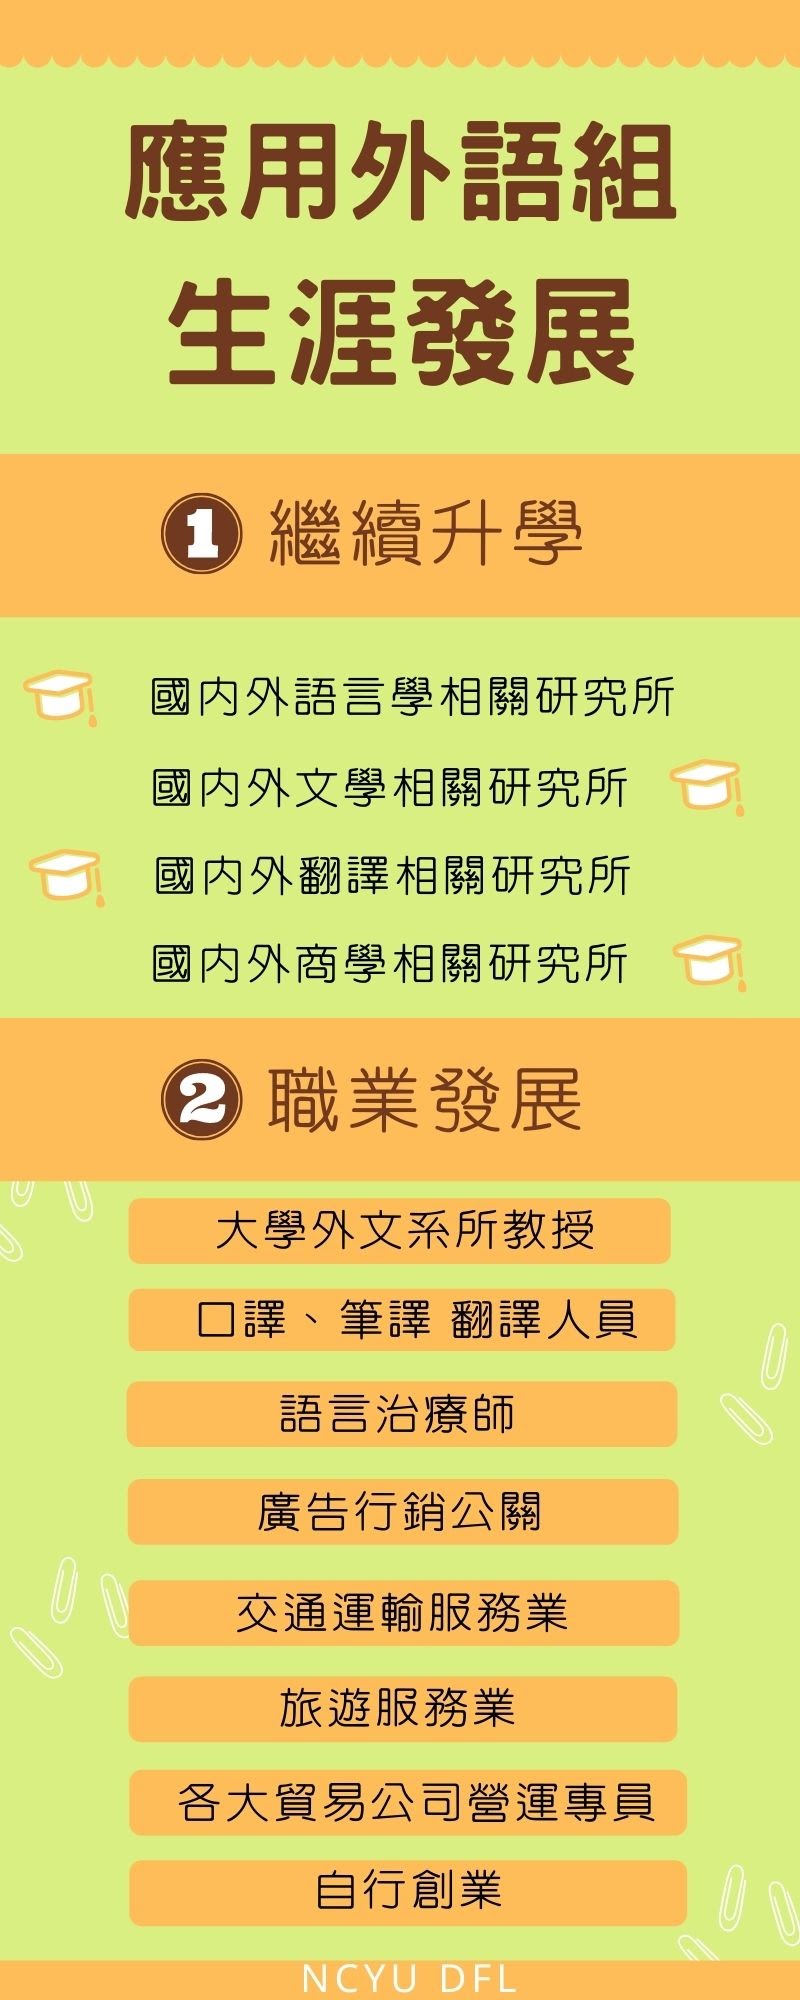 應用外語組
生涯發展
1 繼續升學
國內外語言學相關研究所
國內外文學相關研究所
國內外翻譯相關研究所
國內外商學相關研究所
2 職業發展
大學外文系所教授
口譯、筆譯 翻譯人員
語言治療師
廣告行銷公關
交通運輸服務業
旅遊服務業
各大貿易公司營運專員
自行創業
NCYU DFL